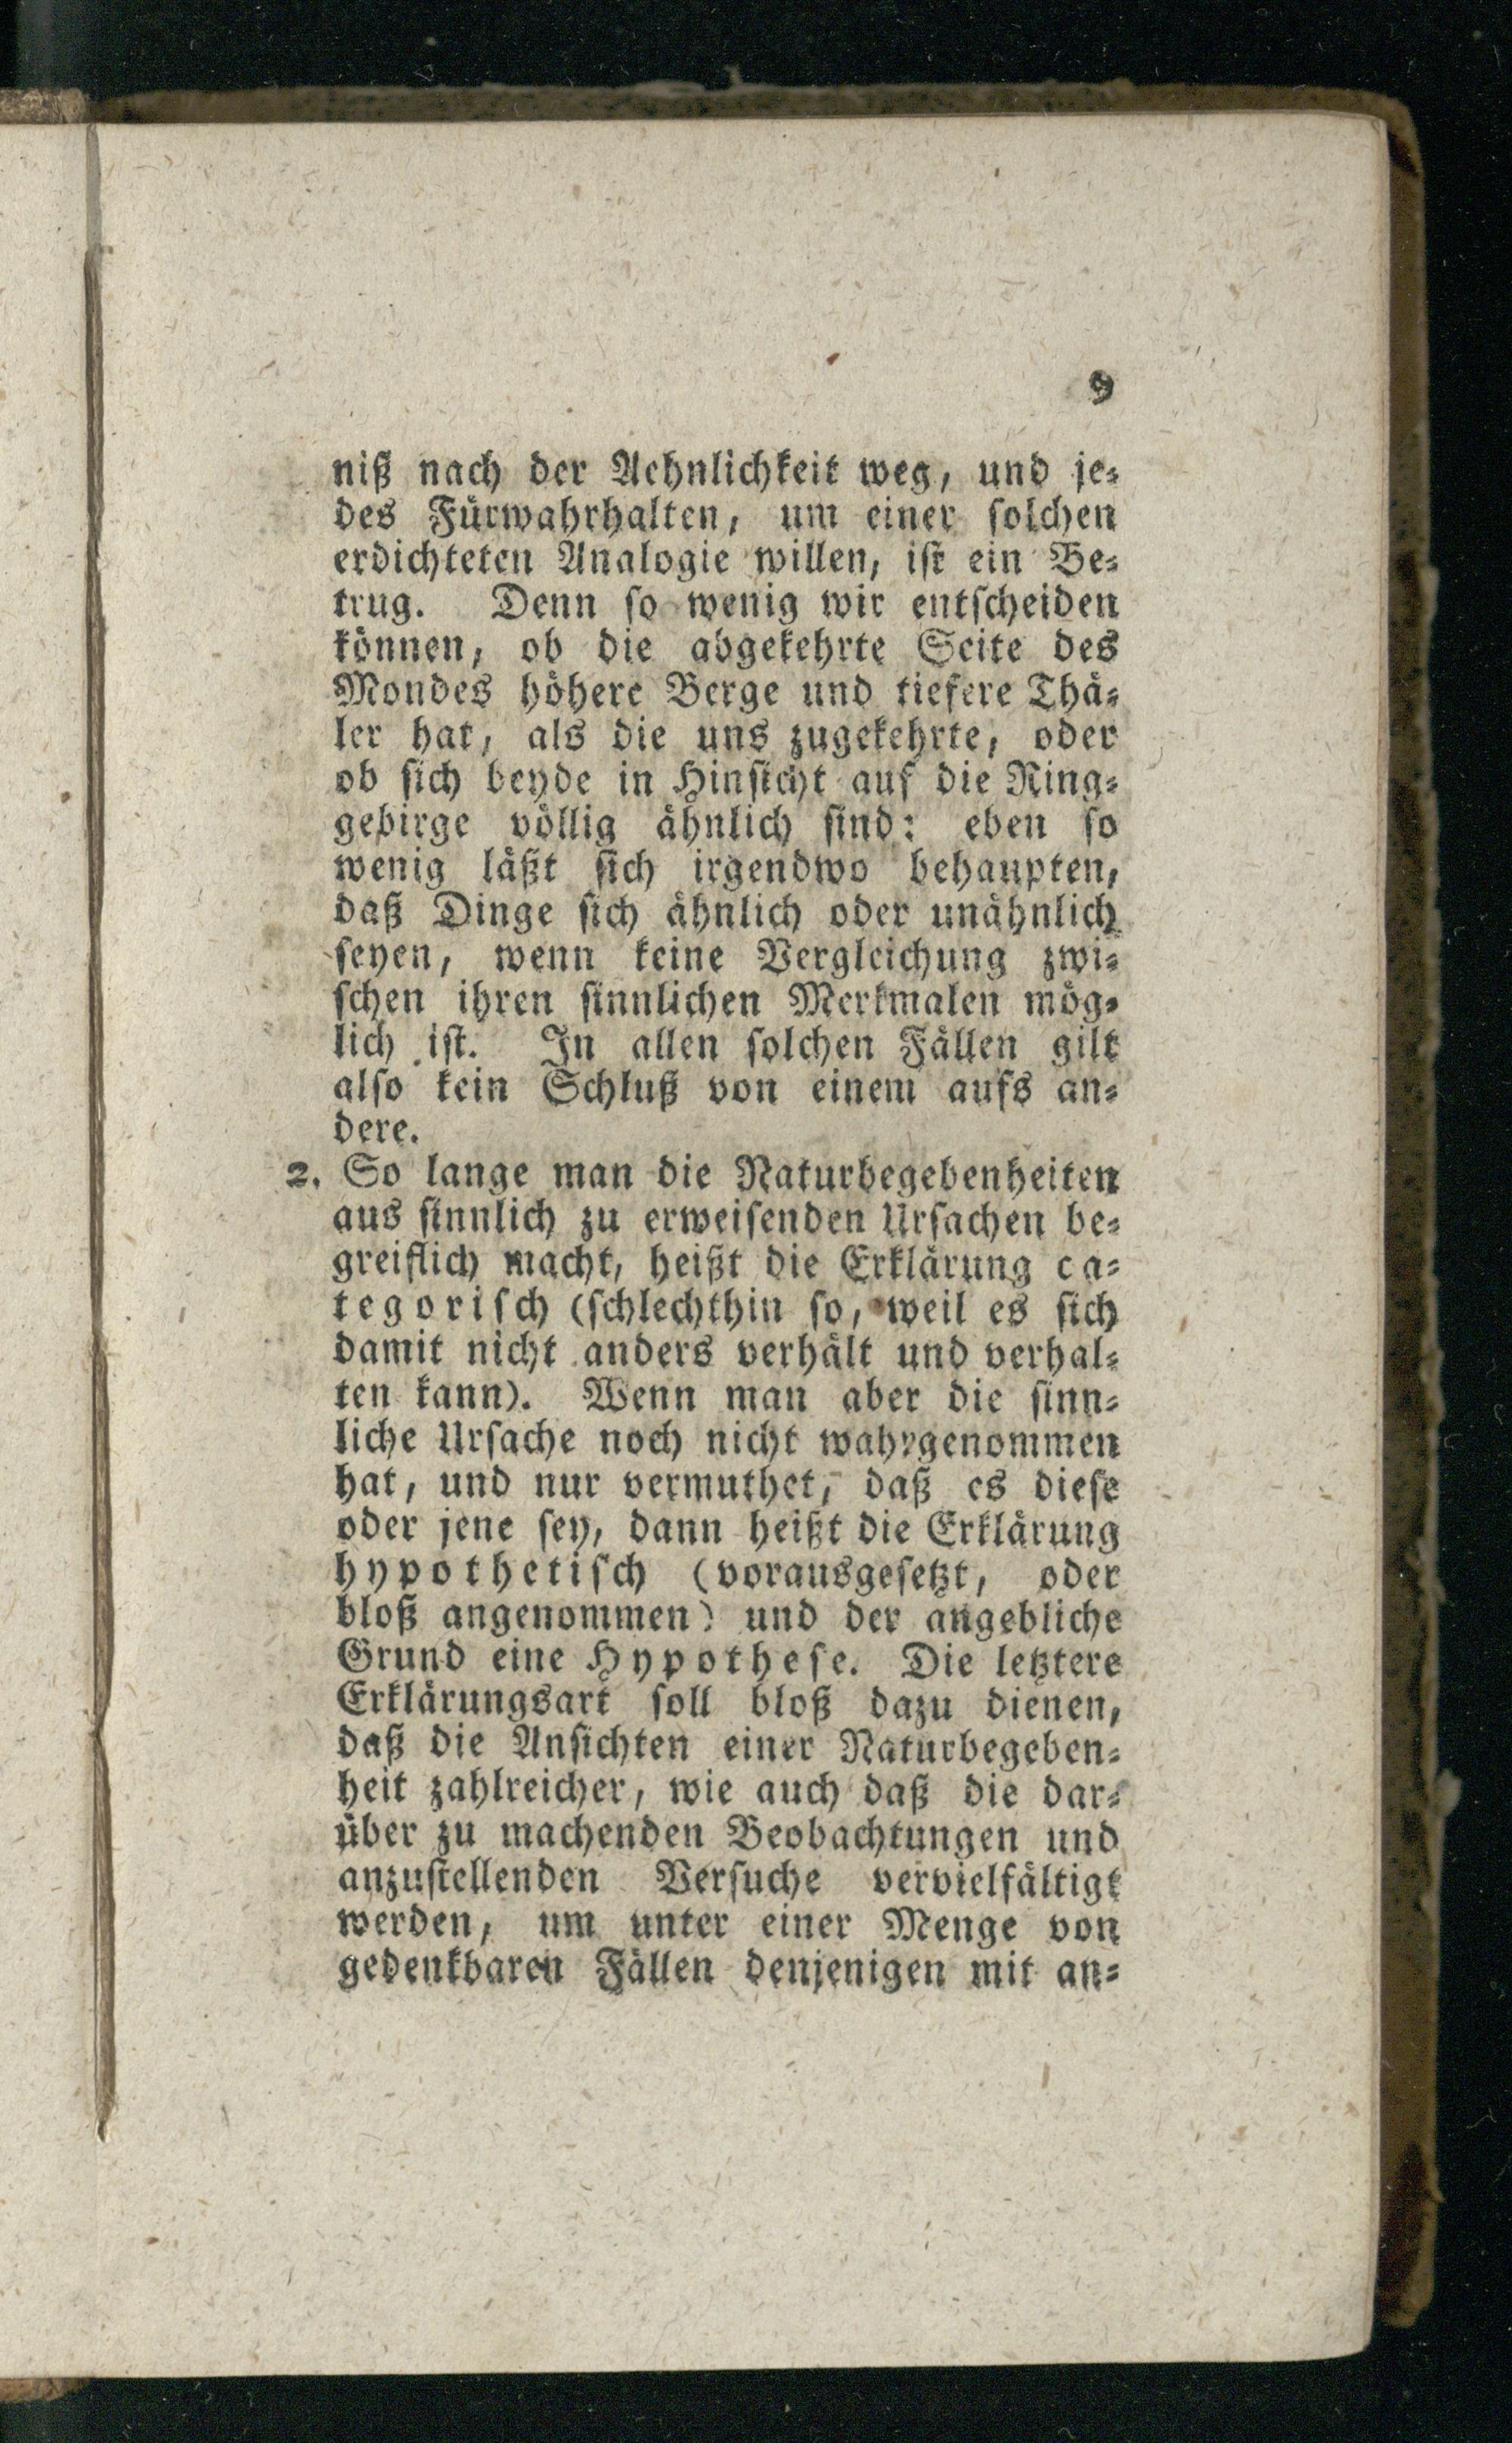 9
niß nach der Aehnlichkeit weg, und je-
des Fürwahrhalten, um einer solchen
erdichteten Analogie willen, ist ein Be-
trug. Denn so wenig wir entscheiden
können, ob die abgekehrte Seite des
Mondes höhere Berge und tiefere Thä-
ler hat, als die uns zugekehrte, oder
ob sich beyde in Hinsicht auf die Ring-
gebirge völlig ähnlich sind: eben so
wenig läßt sich irgendwo behaupten,
daß Dinge sich ähnlich oder unähnlich
seyen, wenn keine Vergleichung zwi-
schen ihren sinnlichen Merkmalen mög-
lich ist. In allen solchen Fällen gilt
also kein Schluß von einem aufs an-
dere.
2. So lange man die Naturbegebenheiten
aus sinnlich zu erweisenden Ursachen be-
greiflich macht, heißt die Erklärung ca-
tegorisch (schlechthin so, weil es sich
damit nicht anders verhält und verhal-
ten kann). Wenn man aber die sinn-
liche Ursache noch nicht wahrgenommen
hat, und nur vermuthet, daß es diese
oder jene sey, dann heißt die Erklärung
hypothetisch (vorausgesetzt, oder
bloß angenommen) und der angebliche
Grund eine Hypothese. Die letztere
Erklärungsart soll bloß dazu dienen,
daß die Ansichten einer Naturbegeben-
heit zahlreicher, wie auch daß die dar-
über zu machenden Beobachtungen und
anzustellenden Versuche vervielfältigt
werden, um unter einer Menge von
gedenkbaren Fällen denjenigen mit an-